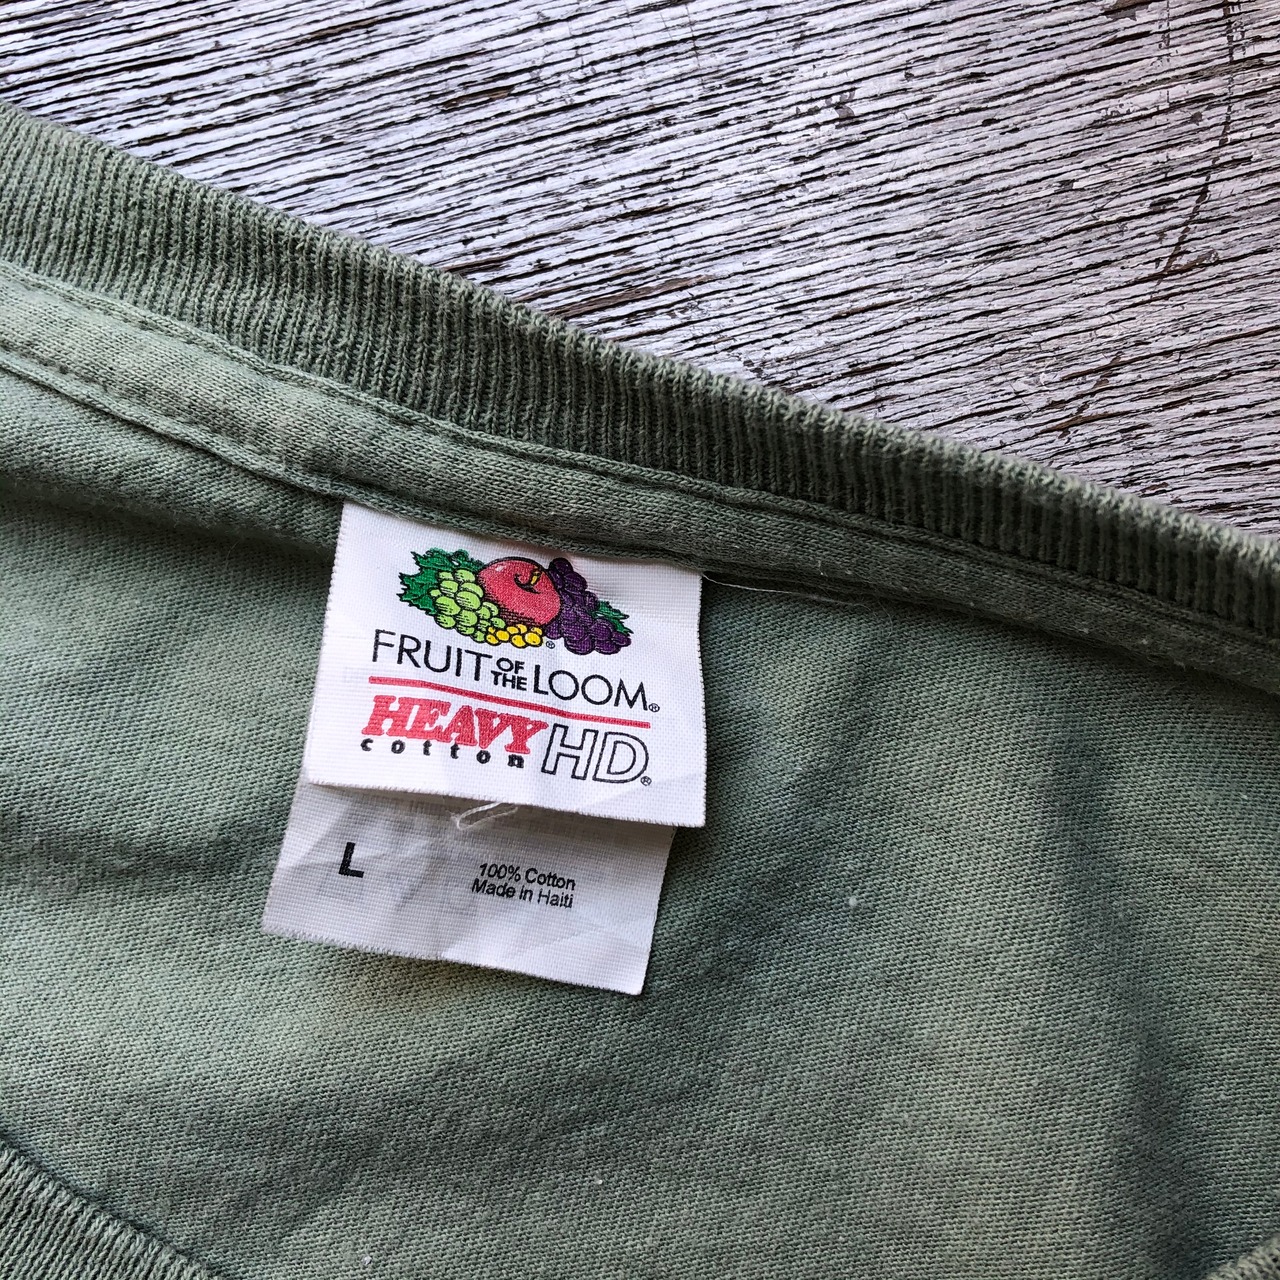 FRUIT OF THE LOOM®
HEAVY cotton HD®
L
100% Cotton
Made in Haiti